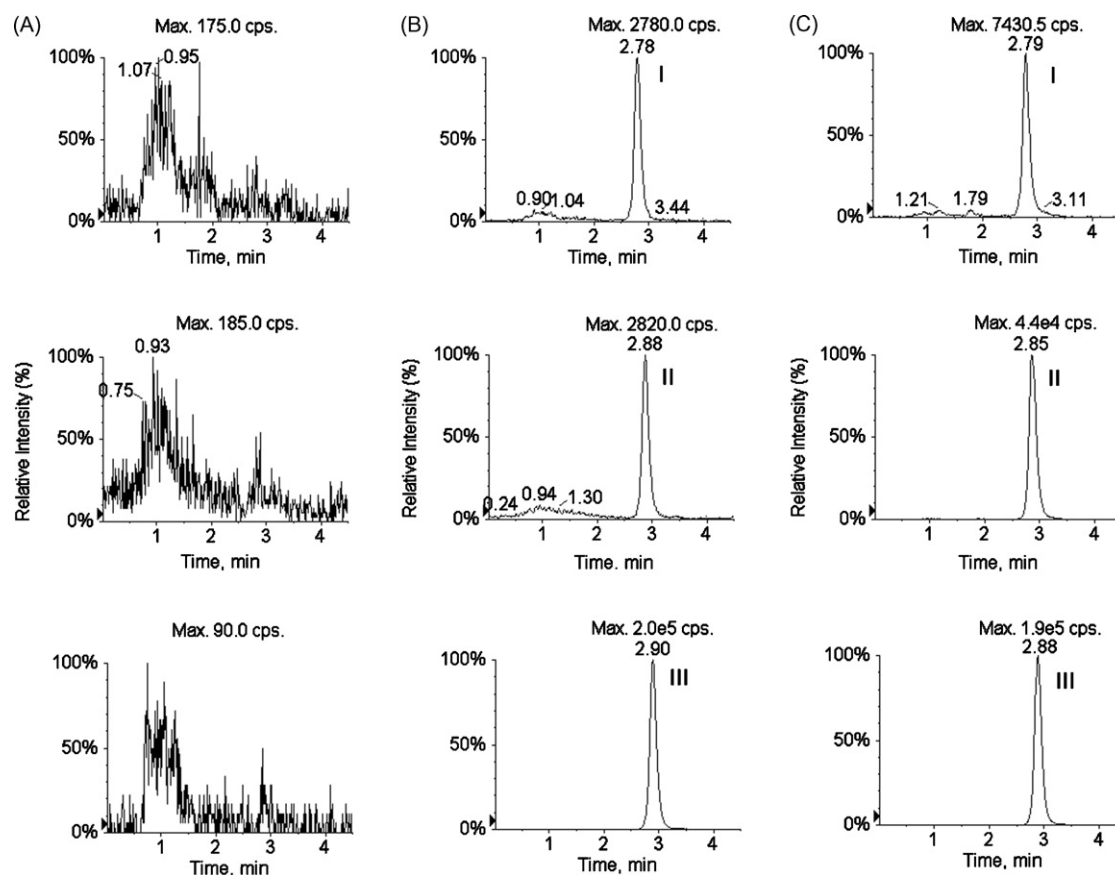 (A)
Max. 175.0 cps.
0.95
1.07
100%
50%
0%
1 2 3 4
Time, min
(B)
Max. 2780.0 cps.
2.78
I
100%
50%
0.90
1.04
3.44
0%
1 2 3 4
Time, min
(C)
Max. 7430.5 cps.
2.79
I
100%
50%
1.21
1.79
3.11
0%
1 2 3 4
Time, min
Relative Intensity (%)
Max. 185.0 cps.
0.93
0.75
100%
50%
0%
1 2 3 4
Time, min
Relative Intensity (%)
Max. 2820.0 cps.
2.88
II
100%
50%
0.24
0.94
1.30
0%
1 2 3 4
Time. min
Relative Intensity (%)
Max. 4.4e4 cps.
2.85
II
100%
50%
0%
1 2 3 4
Time, min
Max. 90.0 cps.
100%
50%
0%
1 2 3 4
Time, min
Max. 2.0e5 cps.
2.90
III
100%
50%
0%
1 2 3 4
Time, min
Max. 1.9e5 cps.
2.88
III
100%
50%
0%
1 2 3 4
Time, min